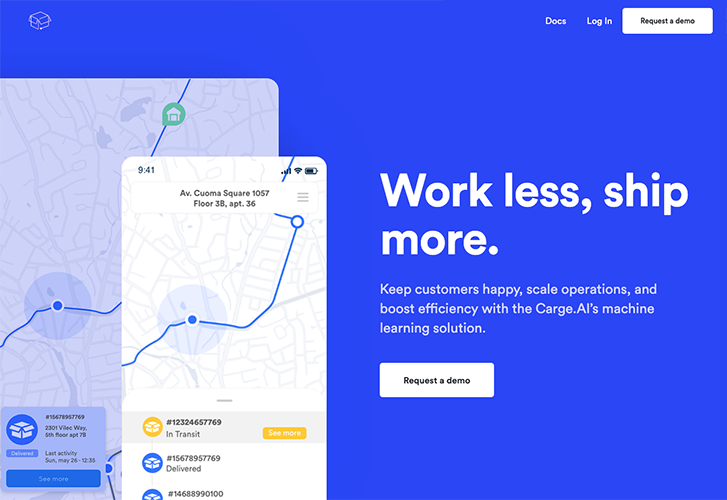 Docs
Log In
Request a demo
9:41
Av. Cuoma Square 1057
Floor 3B, apt. 36
Work less, ship
more.
Keep customers happy, scale operations, and
boost efficiency with the Carge.AI's machine
learning solution.
Request a demo
#12324657769
In Transit
See more
#15678957769
Delivered
#14688990100
#15678957769
2301 Vilec Way,
5th floor apt 7B
Delivered
Last activity
Sun, may 26 - 12:35
See more